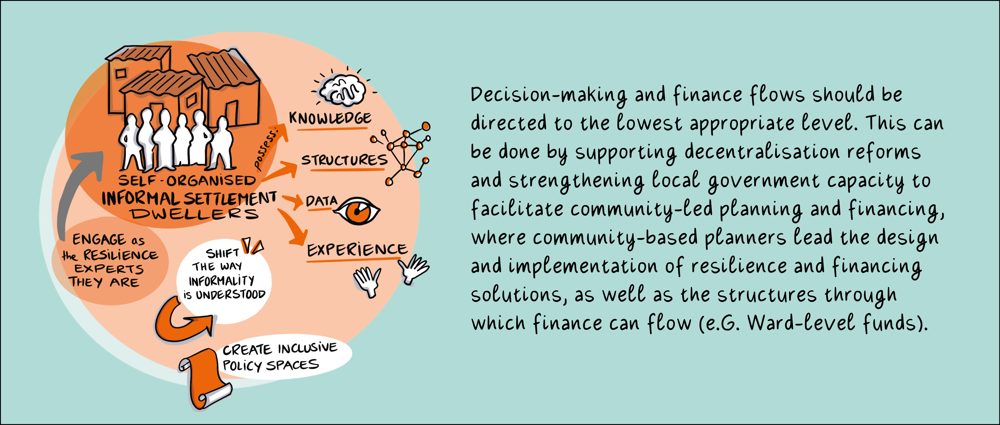 SELF-ORGANISED
INFORMAL SETTLEMENT
DWELLERS
possess:
KNOWLEDGE
STRUCTURES
DATA
EXPERIENCE
ENGAGE as
the RESILIENCE
EXPERTS
THEY ARE
SHIFT
THE WAY
INFORMALITY
is UNDERSTOOD
CREATE INCLUSIVE
POLICY SPACES
Decision-making and finance flows should be
directed to the lowest appropriate level. This can
be done by supporting decentralisation reforms
and strengthening local government capacity to
facilitate community-led planning and financing,
where community-based planners lead the design
and implementation of resilience and financing
solutions, as well as the structures through
which finance can flow (e.G. Ward-level funds).